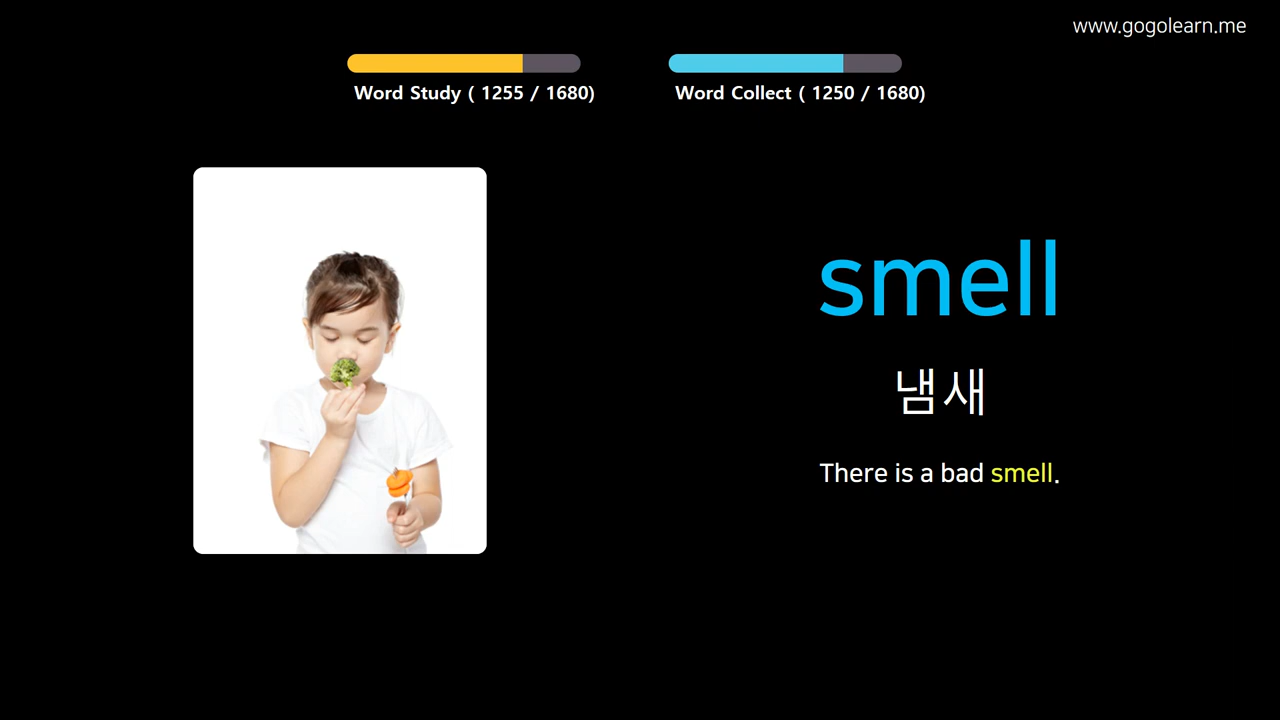 www.gogolearn.me
Word Study ( 1255 / 1680)
Word Collect ( 1250 / 1680)
smell
냄새
There is a bad smell.